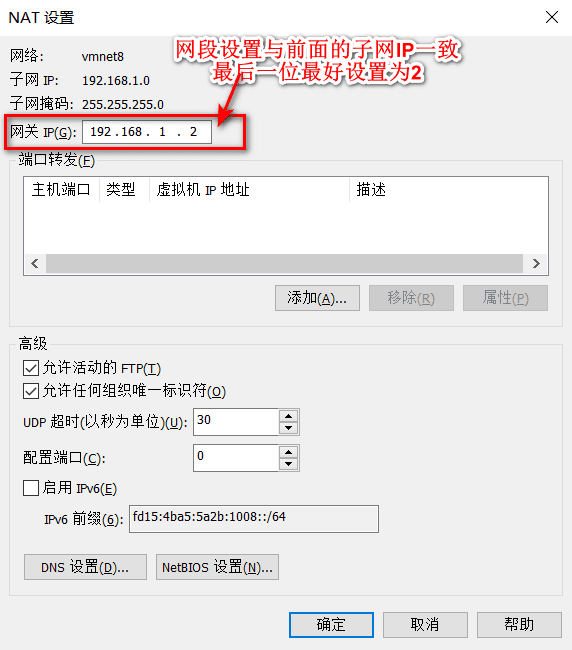 NAT 设置
网络: vmnet8
子网 IP: 192.168.1.0
子网掩码: 255.255.255.0
网关 IP(G): 192.168. 1 . 2
网段设置与前面的子网IP一致
最后一位最好设置为2
端口转发(F)
主机端口 类型 虚拟机 IP 地址 描述
添加(A)... 移除(R) 属性(P)
高级
允许活动的 FTP(T)
允许任何组织唯一标识符(O)
UDP 超时(以秒为单位)(U): 30
配置端口(C): 0
启用 IPv6(E)
IPv6 前缀(6): fd15:4ba5:5a2b:1008::/64
DNS 设置(D)... NetBIOS 设置(N)...
确定 取消 帮助